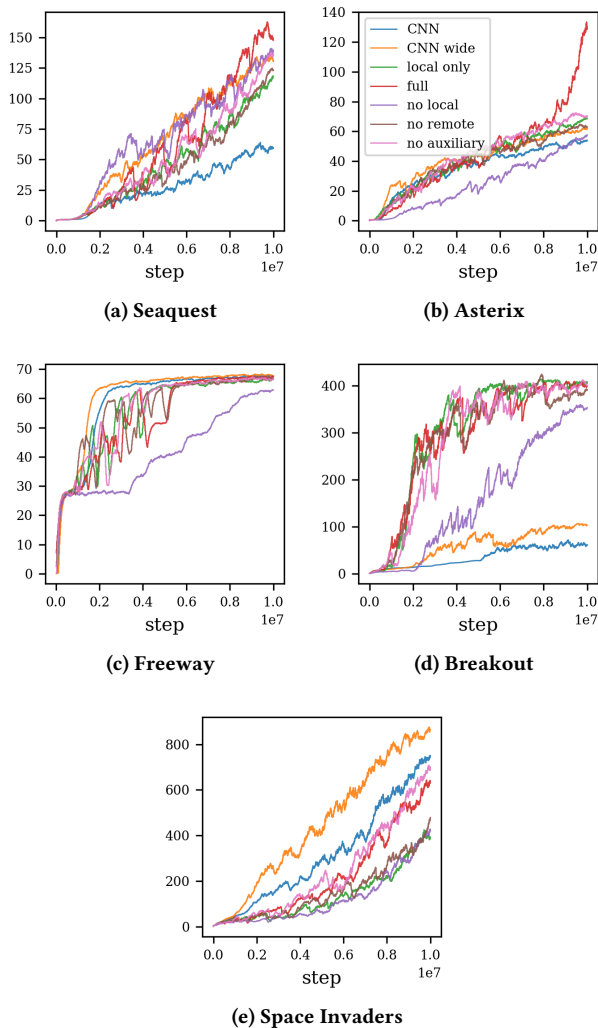 150
125
100
75
50
25
0
0.0 0.2 0.4 0.6 0.8 1.0
step 1e7
(a) Seaquest
140
120
100
80
60
40
20
0
CNN
CNN wide
local only
full
no local
no remote
no auxiliary
0.0 0.2 0.4 0.6 0.8 1.0
step 1e7
(b) Asterix
70
60
50
40
30
20
10
0
0.0 0.2 0.4 0.6 0.8 1.0
step 1e7
(c) Freeway
400
300
200
100
0
0.0 0.2 0.4 0.6 0.8 1.0
step 1e7
(d) Breakout
800
600
400
200
0
0.0 0.2 0.4 0.6 0.8 1.0
step 1e7
(e) Space Invaders